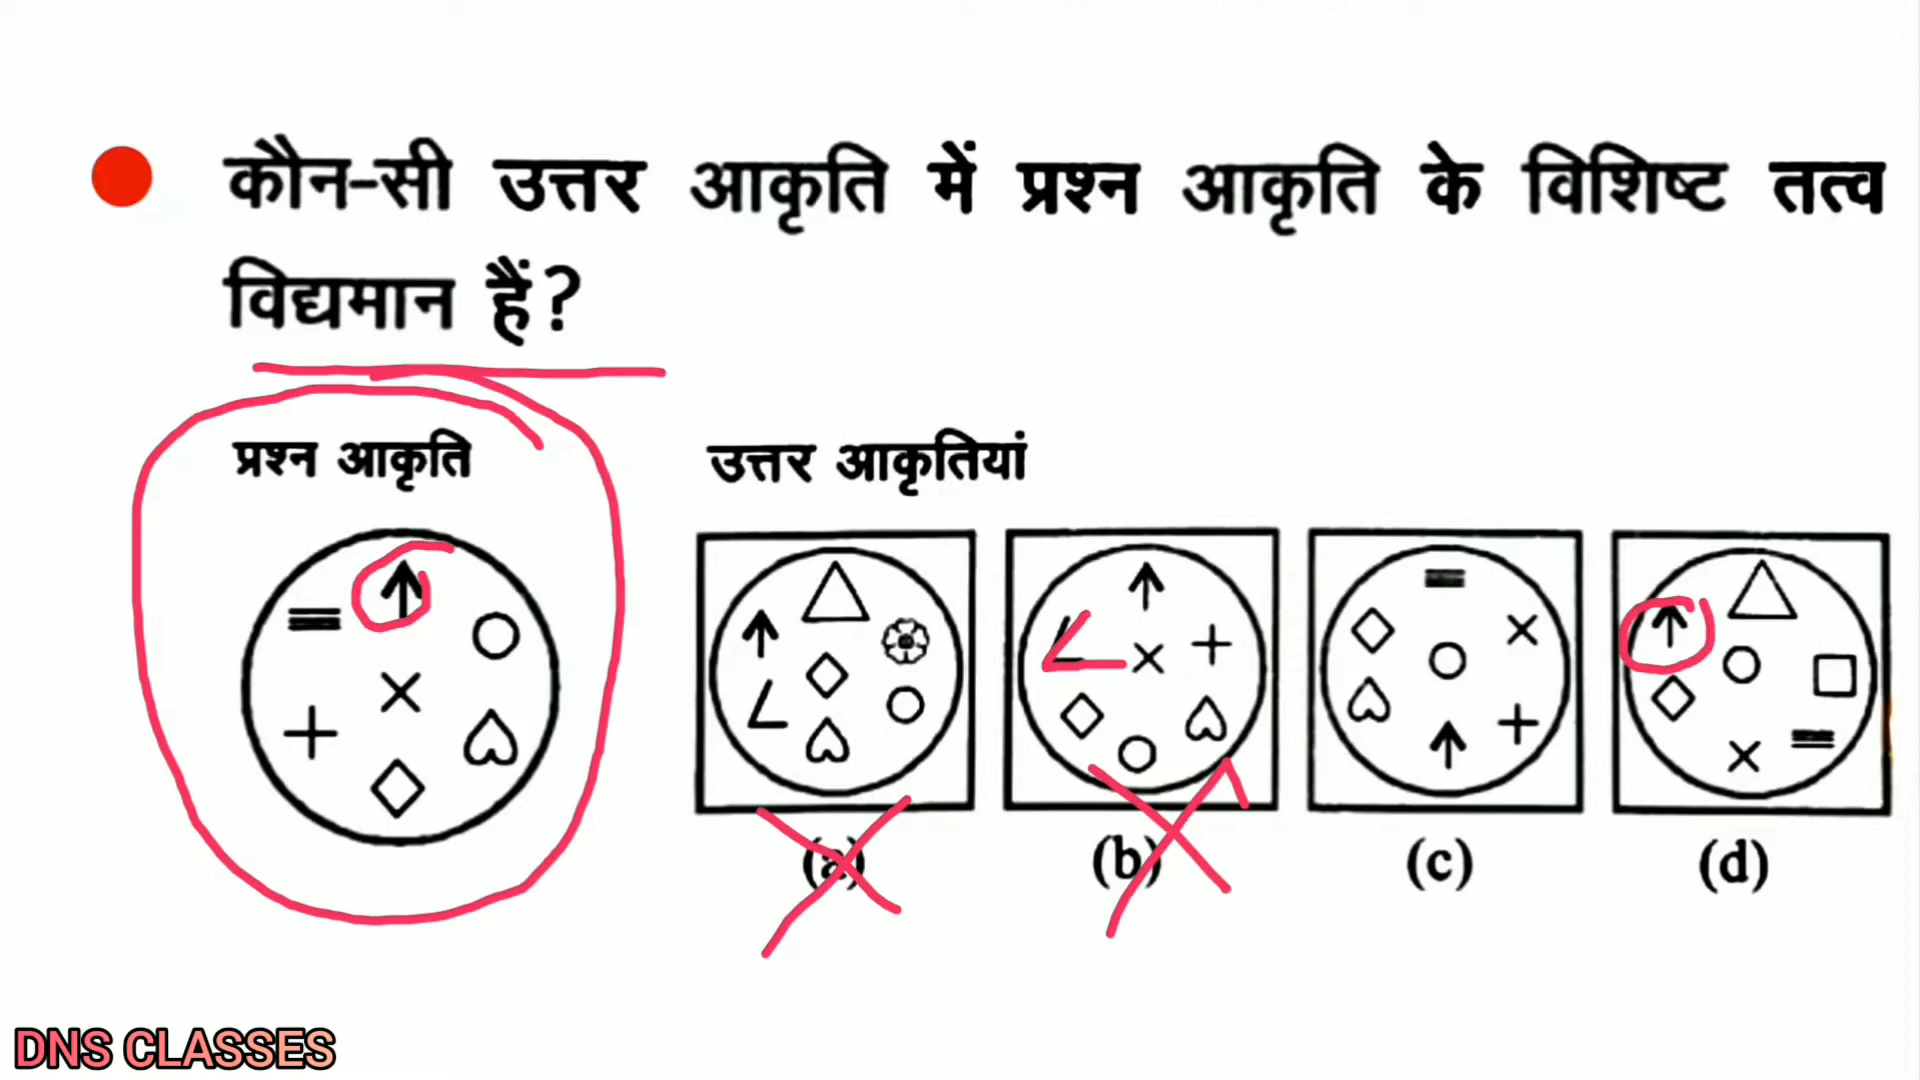 कौन-सी उत्तर आकृति में प्रश्न आकृति के विशिष्ट तत्व
विद्यमान हैं?
प्रश्न आकृति
उत्तर आकृतियां
(a)
(b)
(c)
(d)
DNS CLASSES